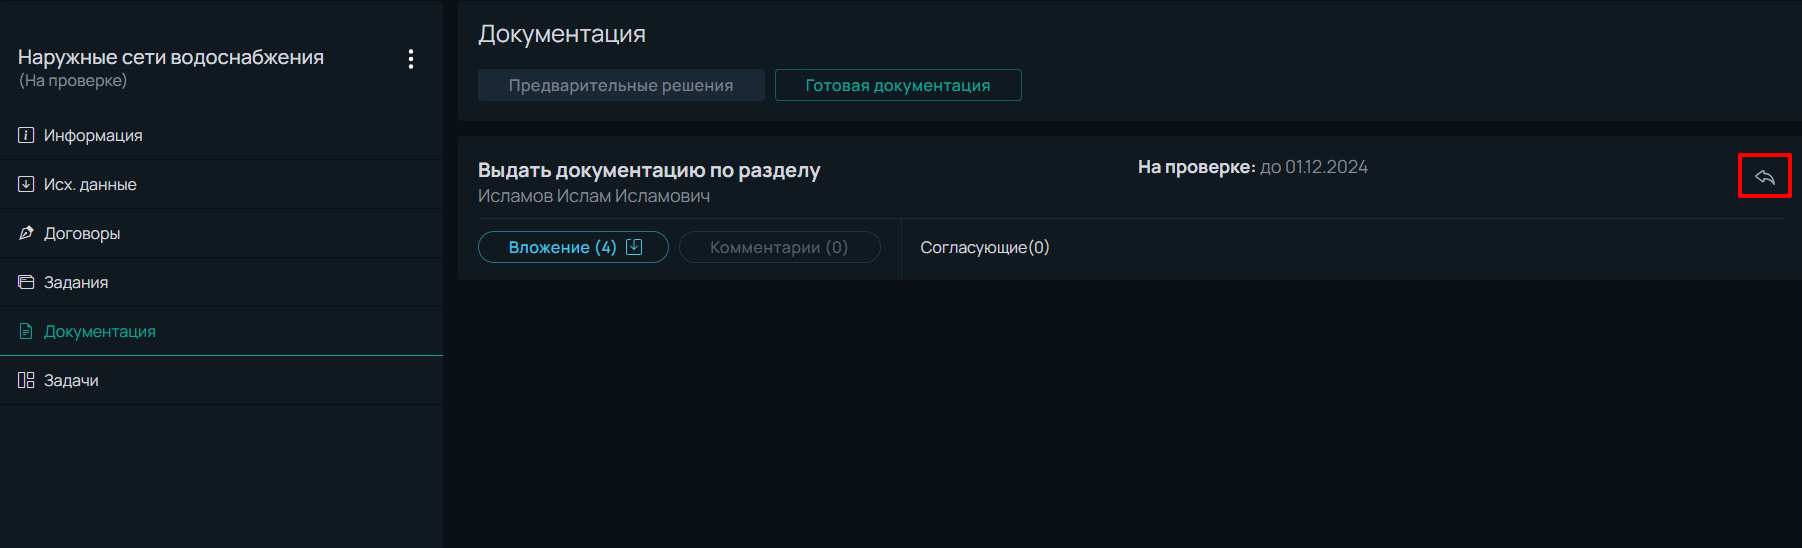 Наружные сети водоснабжения
(На проверке)
Информация
Исх. данные
Договоры
Задания
Документация
Задачи
Документация
Предварительные решения
Готовая документация
Выдать документацию по разделу
На проверке: до 01.12.2024
Исламов Ислам Исламович
Вложение (4)
Комментарии (0)
Согласующие(0)